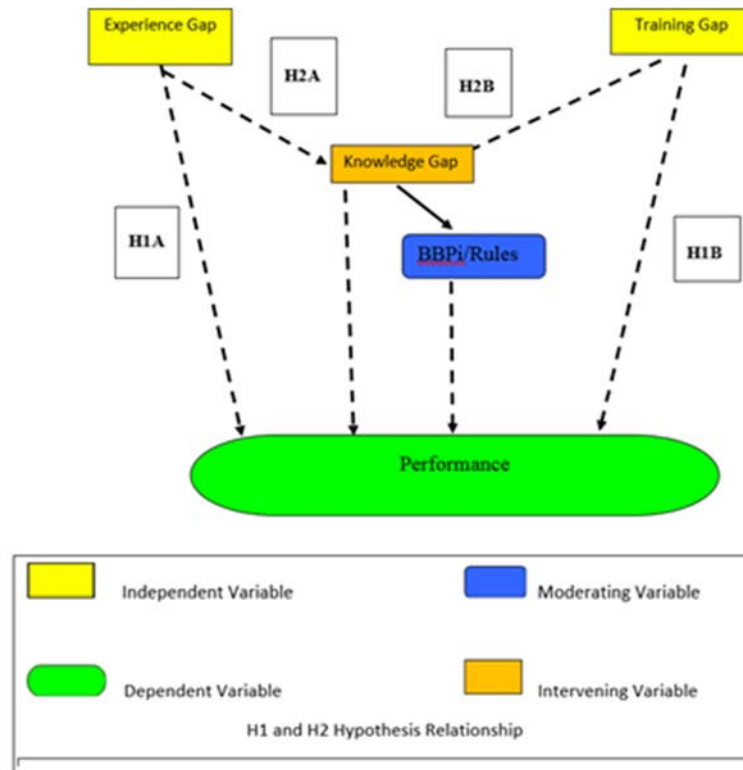 Experience Gap
Training Gap
H2A
H2B
Knowledge Gap
H1A
BBPi/Rules
H1B
Performance
Independent Variable
Moderating Variable
Dependent Variable
Intervening Variable
H1 and H2 Hypothesis Relationship